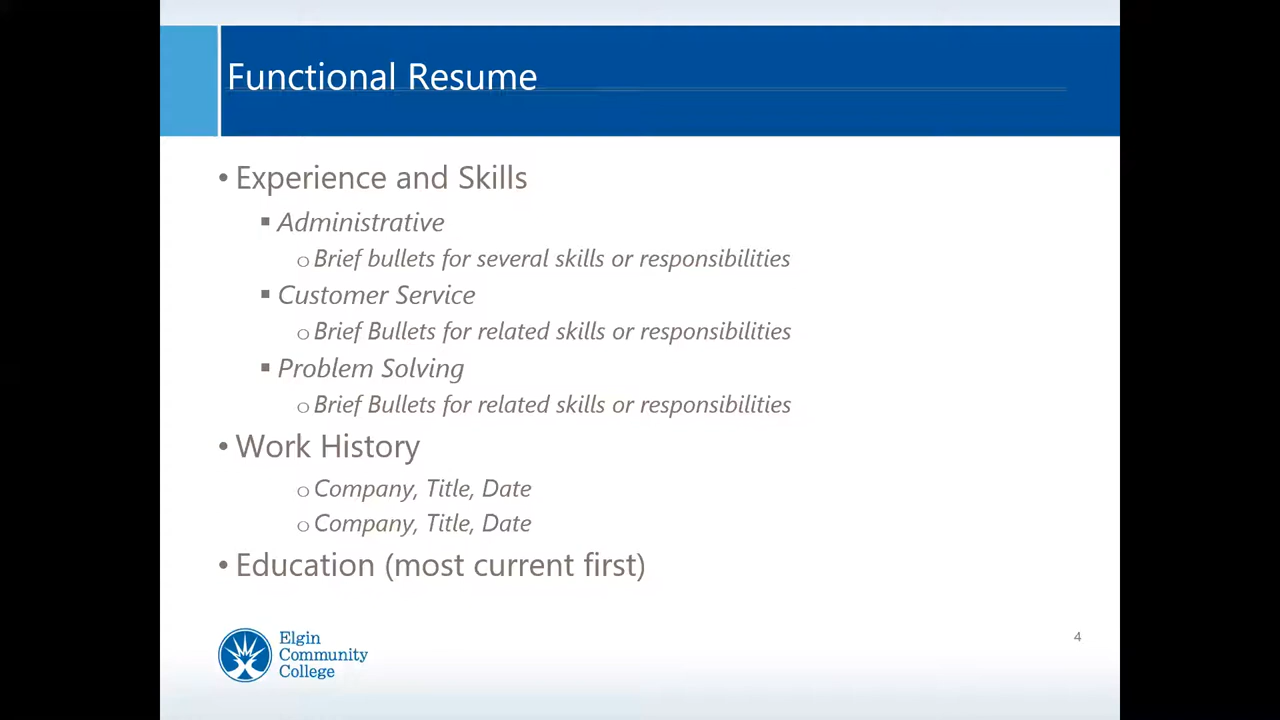 Functional Resume
• Experience and Skills
▪ Administrative
o Brief bullets for several skills or responsibilities
▪ Customer Service
o Brief Bullets for related skills or responsibilities
▪ Problem Solving
o Brief Bullets for related skills or responsibilities
• Work History
o Company, Title, Date
o Company, Title, Date
• Education (most current first)
Elgin
Community
College
4